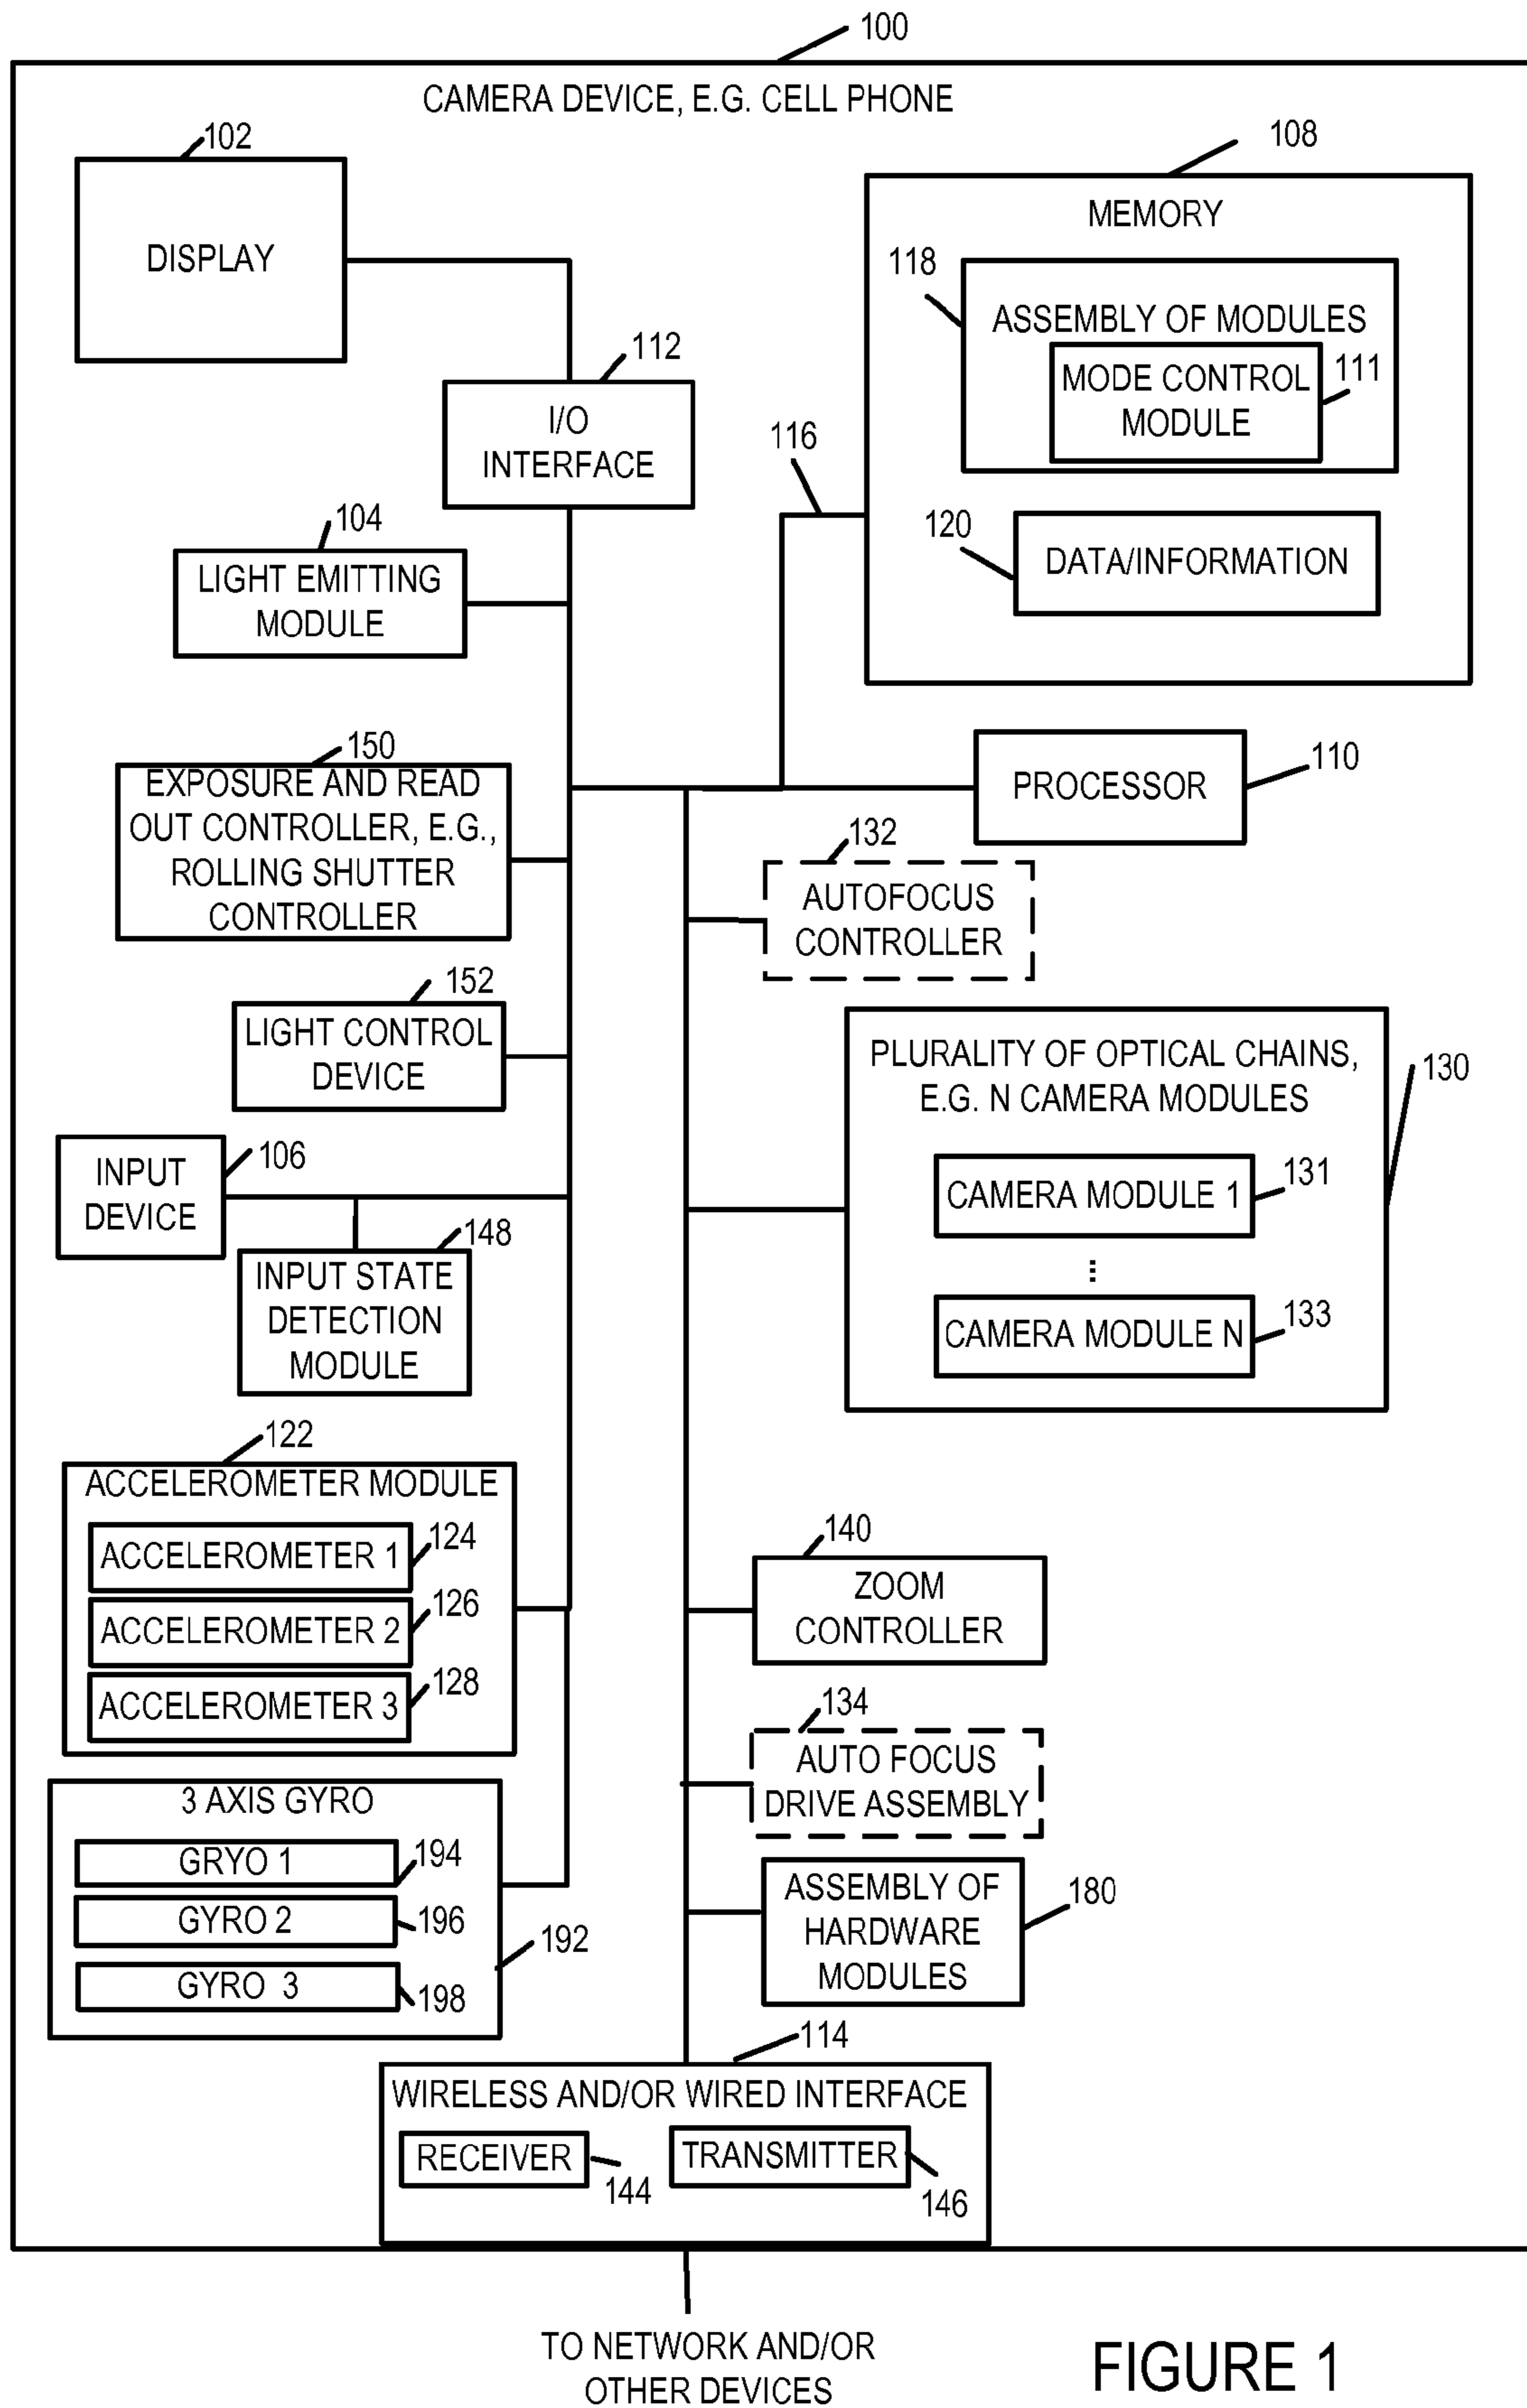 100
CAMERA DEVICE, E.G. CELL PHONE
102
DISPLAY
108
MEMORY
118
ASSEMBLY OF MODULES
MODE CONTROL
MODULE
111
112
I/O
INTERFACE
116
120
DATA/INFORMATION
104
LIGHT EMITTING
MODULE
150
EXPOSURE AND READ
OUT CONTROLLER, E.G.,
ROLLING SHUTTER
CONTROLLER
PROCESSOR
110
132
AUTOFOCUS
CONTROLLER
152
LIGHT CONTROL
DEVICE
PLURALITY OF OPTICAL CHAINS,
E.G. N CAMERA MODULES
130
CAMERA MODULE 1
131
...
CAMERA MODULE N
133
INPUT
DEVICE
106
148
INPUT STATE
DETECTION
MODULE
122
ACCELEROMETER MODULE
ACCELEROMETER 1
124
ACCELEROMETER 2
126
ACCELEROMETER 3
128
140
ZOOM
CONTROLLER
134
AUTO FOCUS
DRIVE ASSEMBLY
3 AXIS GYRO
GRYO 1
194
GYRO 2
196
GYRO 3
198
192
ASSEMBLY OF
HARDWARE
MODULES
180
114
WIRELESS AND/OR WIRED INTERFACE
RECEIVER
144
TRANSMITTER
146
TO NETWORK AND/OR
OTHER DEVICES
FIGURE 1